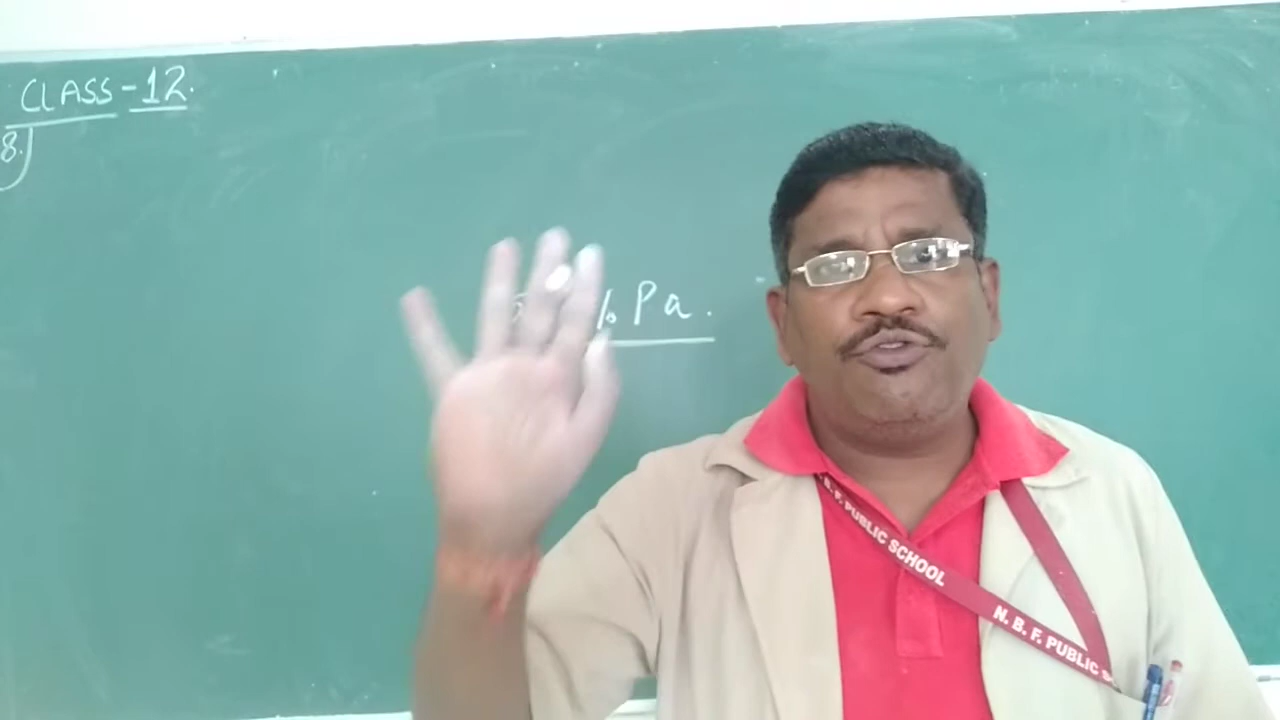 CLASS-12.
8.)
% Pa.
B.F. PUBLIC SCHOOL
N. B. F. PUBLIC S